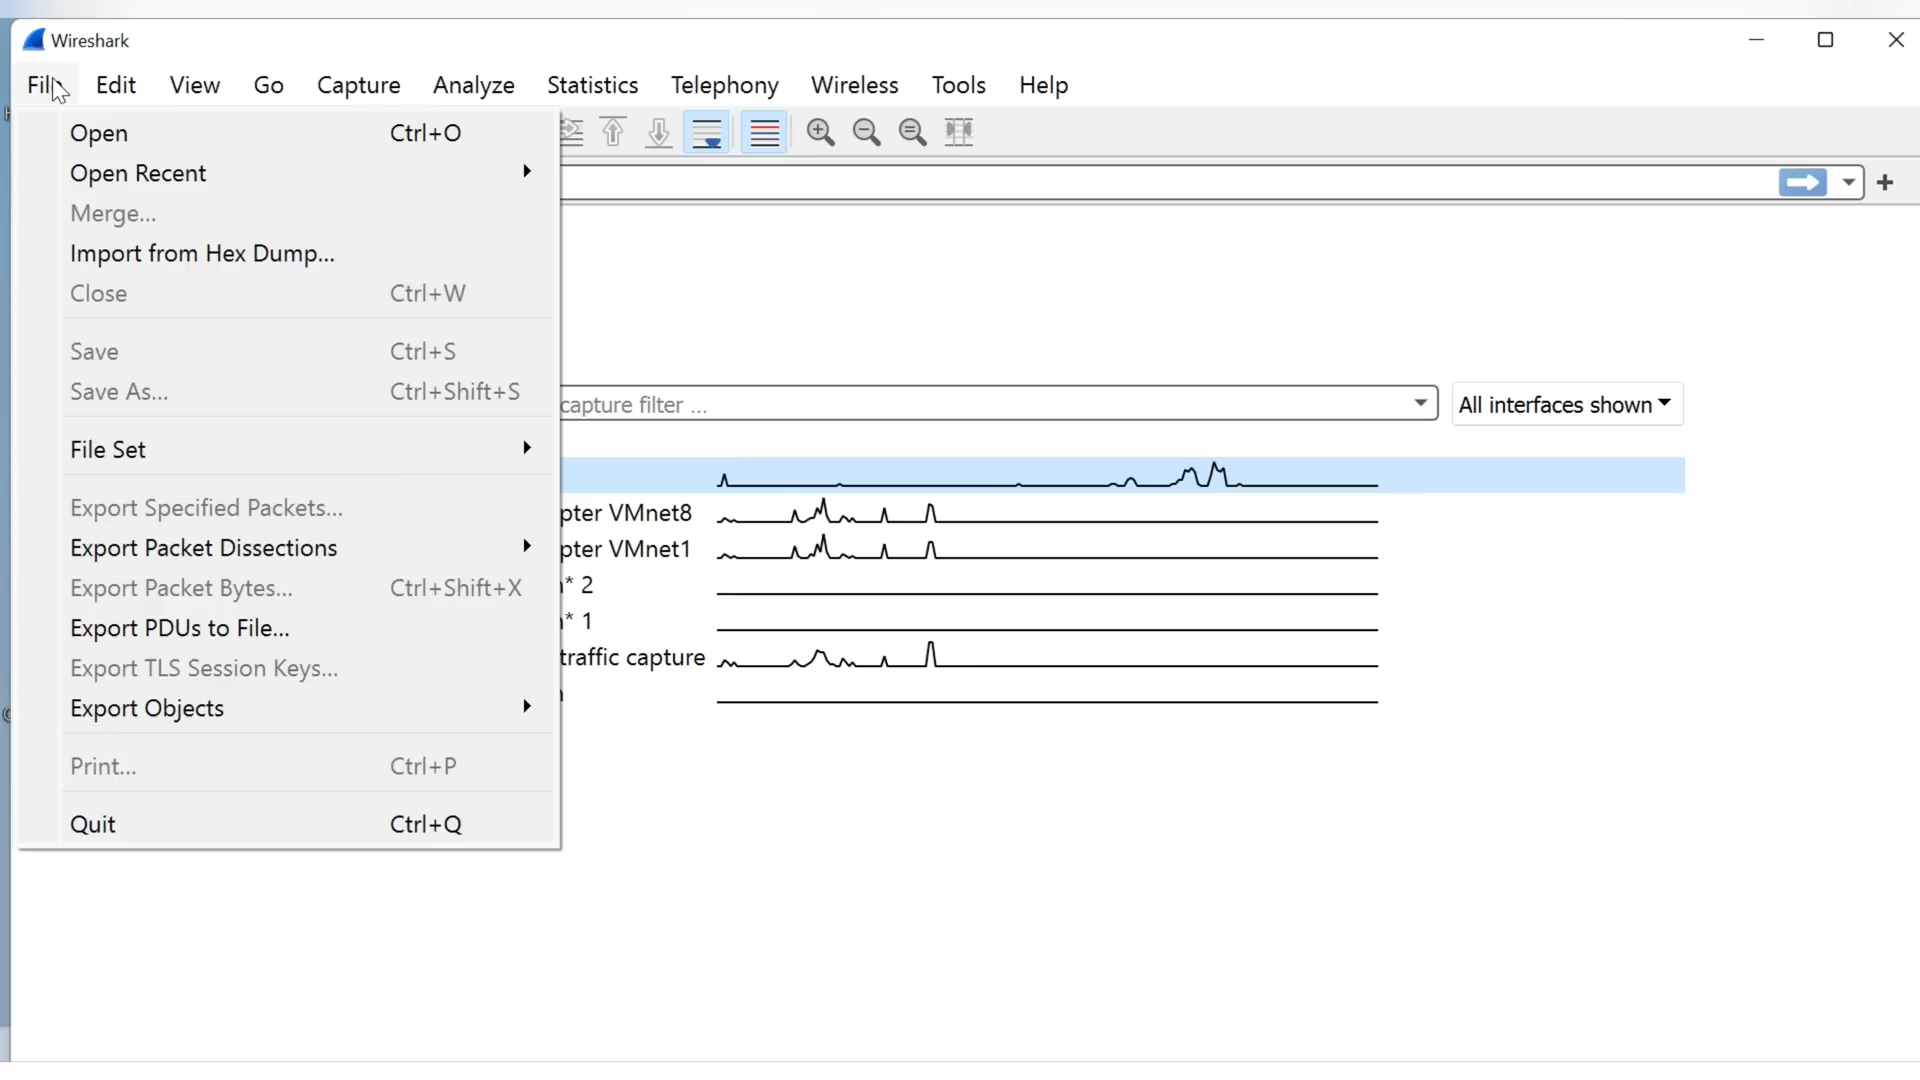 Wireshark
File Edit View Go Capture Analyze Statistics Telephony Wireless Tools Help
Open Ctrl+O
Open Recent
Merge...
Import from Hex Dump...
Close Ctrl+W
Save Ctrl+S
Save As... Ctrl+Shift+S
capture filter ...
All interfaces shown
File Set
Export Specified Packets...
pter VMnet8
Export Packet Dissections
pter VMnet1
Export Packet Bytes... Ctrl+Shift+X
* 2
Export PDUs to File...
* 1
Export TLS Session Keys...
traffic capture
Export Objects
Print... Ctrl+P
Quit Ctrl+Q